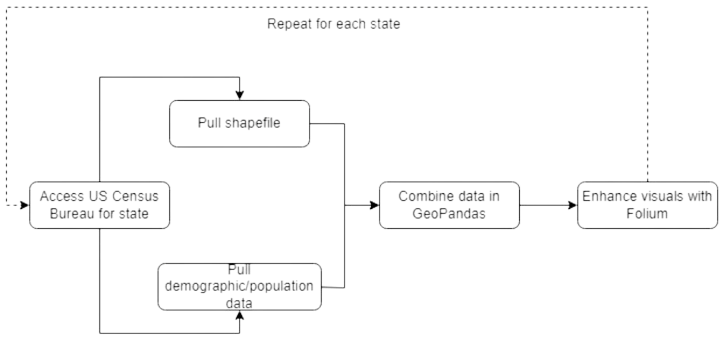 Repeat for each state
Pull shapefile
Access US Census
Bureau for state
Combine data in
GeoPandas
Enhance visuals with
Folium
Pull
demographic/population
data